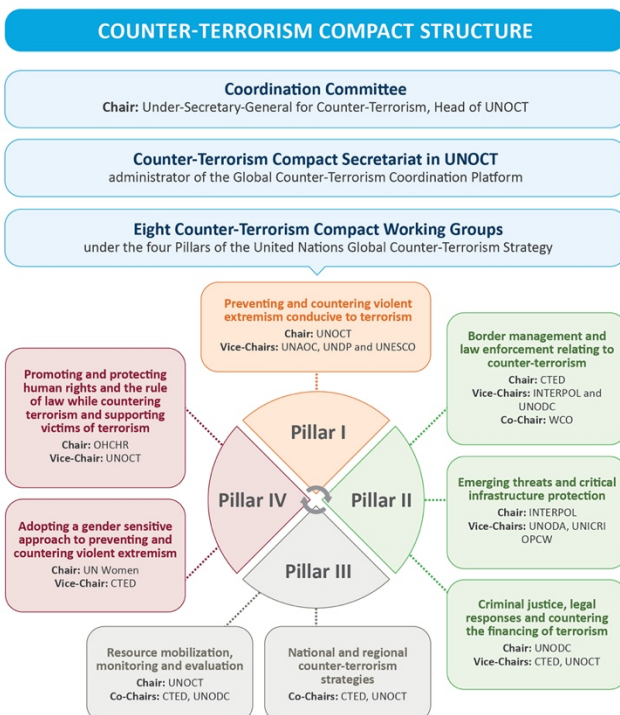 COUNTER-TERRORISM COMPACT STRUCTURE
Coordination Committee
Chair: Under-Secretary-General for Counter-Terrorism, Head of UNOCT
Counter-Terrorism Compact Secretariat in UNOCT
administrator of the Global Counter-Terrorism Coordination Platform
Eight Counter-Terrorism Compact Working Groups
under the four Pillars of the United Nations Global Counter-Terrorism Strategy
Preventing and countering violent
extremism conducive to terrorism
Chair: UNOCT
Vice-Chairs: UNAOC, UNDP and UNESCO
Border management and
law enforcement relating to
counter-terrorism
Chair: CTED
Vice-Chairs: INTERPOL and
UNODC
Co-Chair: WCO
Promoting and protecting
human rights and the rule
of law while countering
terrorism and supporting
victims of terrorism
Chair: OHCHR
Vice-Chair: UNOCT
Pillar I
Pillar IV
Pillar II
Pillar III
Emerging threats and critical
infrastructure protection
Chair: INTERPOL
Vice-Chairs: UNODA, UNICRI
OPCW
Adopting a gender sensitive
approach to preventing and
countering violent extremism
Chair: UN Women
Vice-Chair: CTED
Criminal justice, legal
responses and countering
the financing of terrorism
Chair: UNODC
Vice-Chairs: CTED, UNOCT
Resource mobilization,
monitoring and evaluation
Chair: UNOCT
Co-Chairs: CTED, UNODC
National and regional
counter-terrorism
strategies
Co-Chairs: CTED, UNOCT